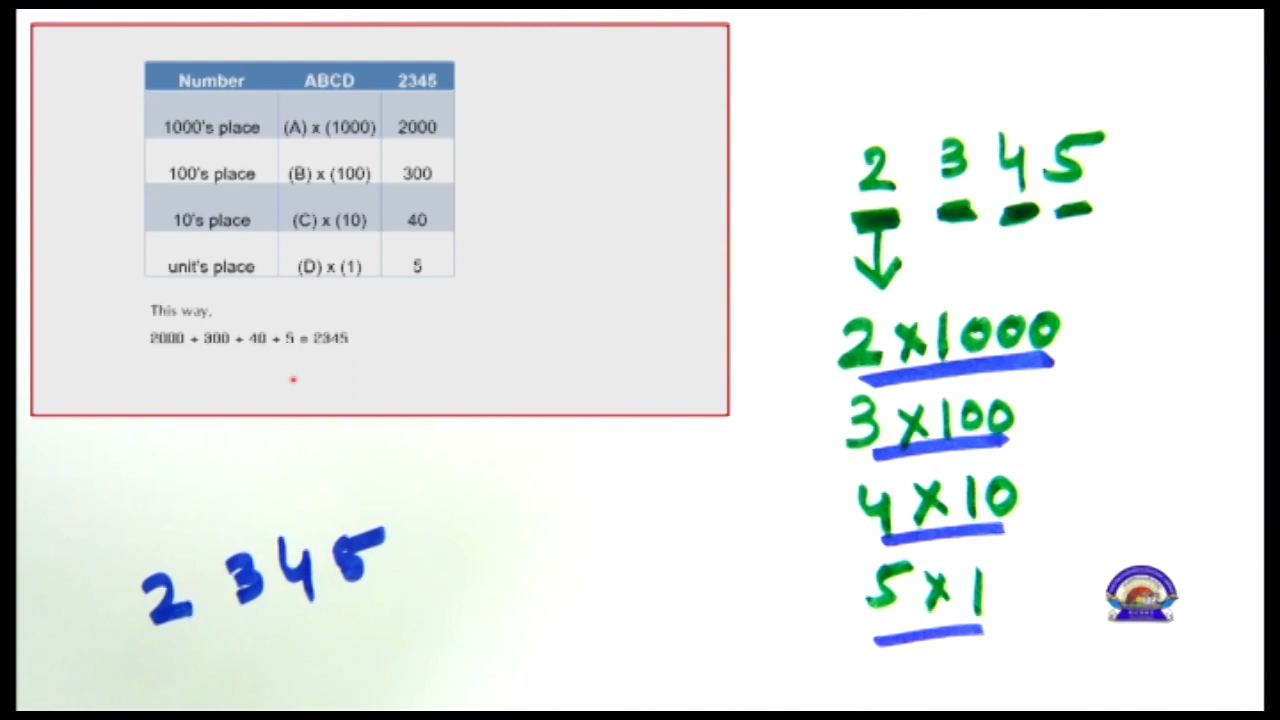 Number ABCD 2345
1000's place (A) x (1000) 2000
100's place (B) x (100) 300
10's place (C) x (10) 40
unit's place (D) x (1) 5
This way,
2000 + 300 + 40 + 5 = 2345
2 3 4 5
2 3 4 5
2 x 1000
3 x 100
4 x 10
5 x 1